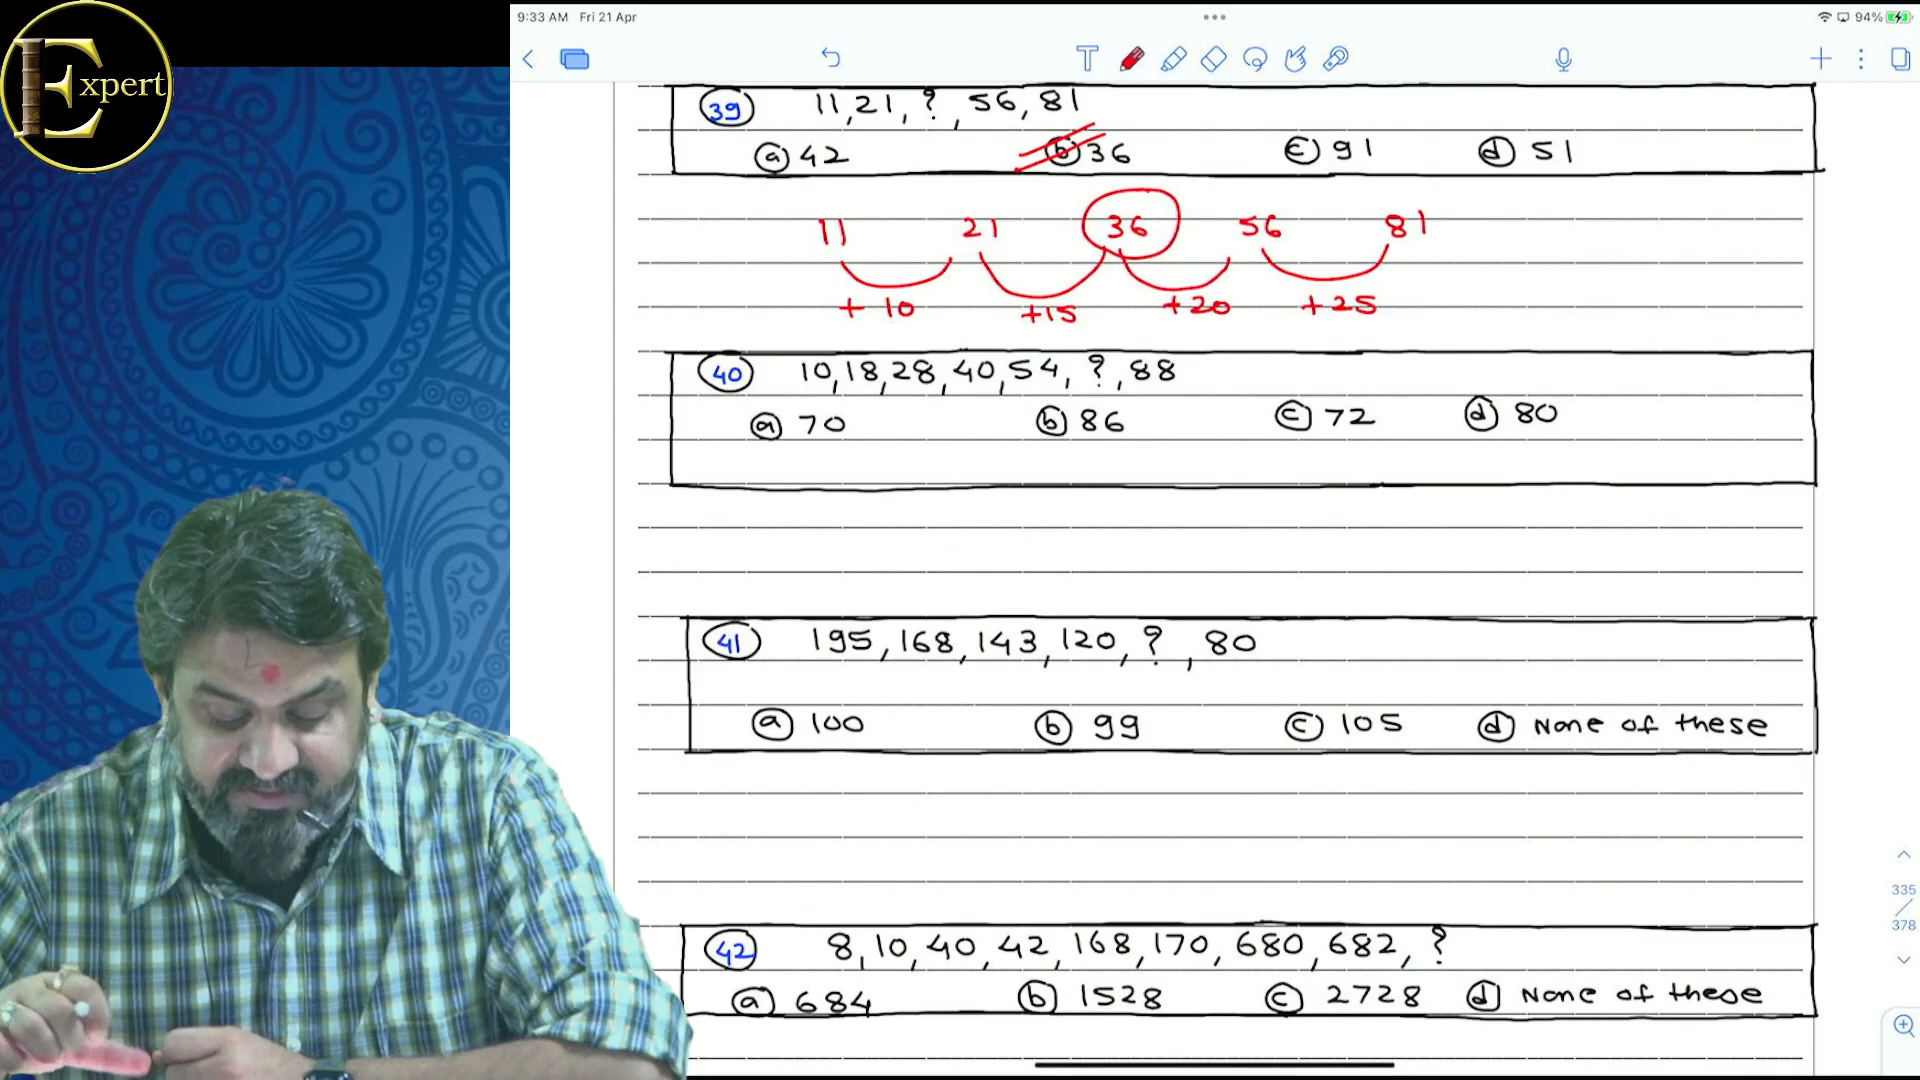 Expert
9:33 AM Fri 21 Apr
94%
39 11, 21, ?, 56, 81
a 42 b 36 c 91 d 51
11 21 36 56 81
+10 +15 +20 +25
40 10, 18, 28, 40, 54, ?, 88
a 70 b 86 c 72 d 80
41 195, 168, 143, 120, ?, 80
a 100 b 99 c 105 d None of these
335
378
42 8, 10, 40, 42, 168, 170, 680, 682, ?
a 684 b 1528 c 2728 d None of these